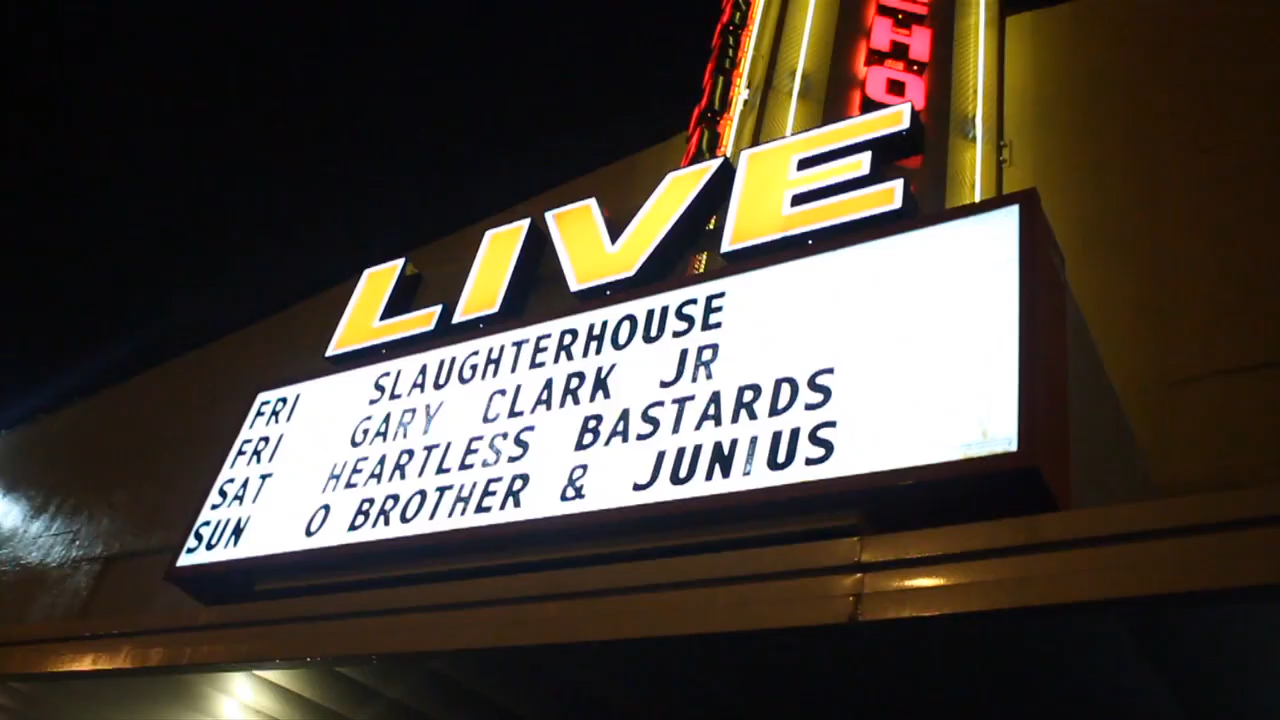 LIVE
FRI SLAUGHTERHOUSE
FRI GARY CLARK JR
SAT HEARTLESS BASTARDS
SUN O BROTHER & JUNIUS